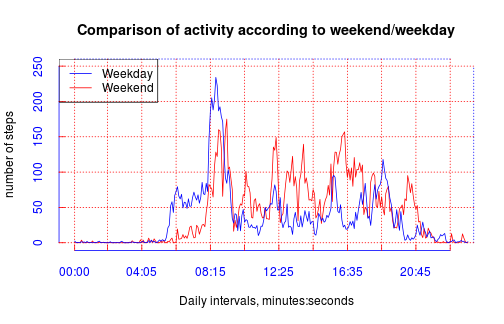 Comparison of activity according to weekend/weekday
number of steps
250
200
150
100
50
0
Weekday
Weekend
00:00 04:05 08:15 12:25 16:35 20:45
Daily intervals, minutes:seconds